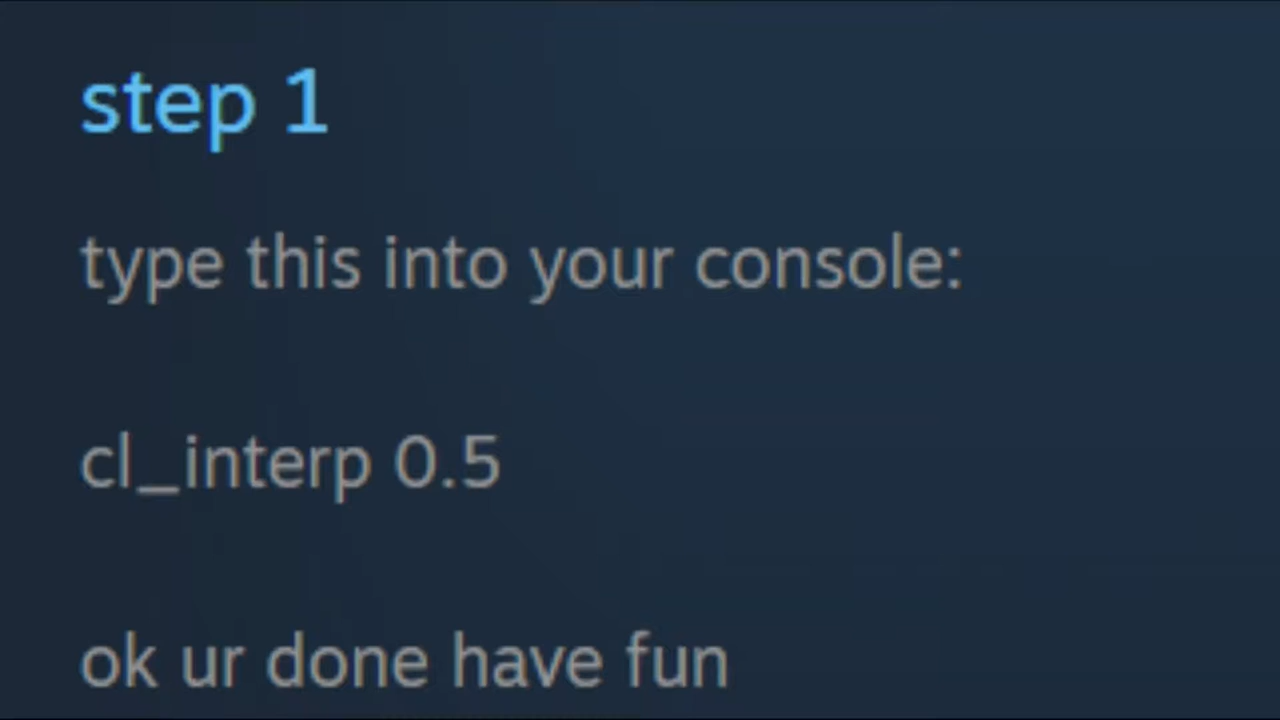 step 1
type this into your console:
cl_interp 0.5
ok ur done have fun